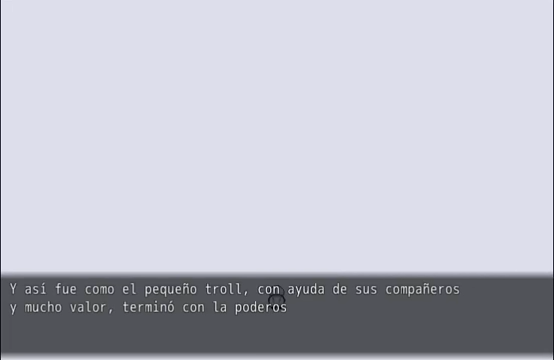 Y así fue como el pequeño troll, con ayuda de sus compañeros
y mucho valor, terminó con la poderos